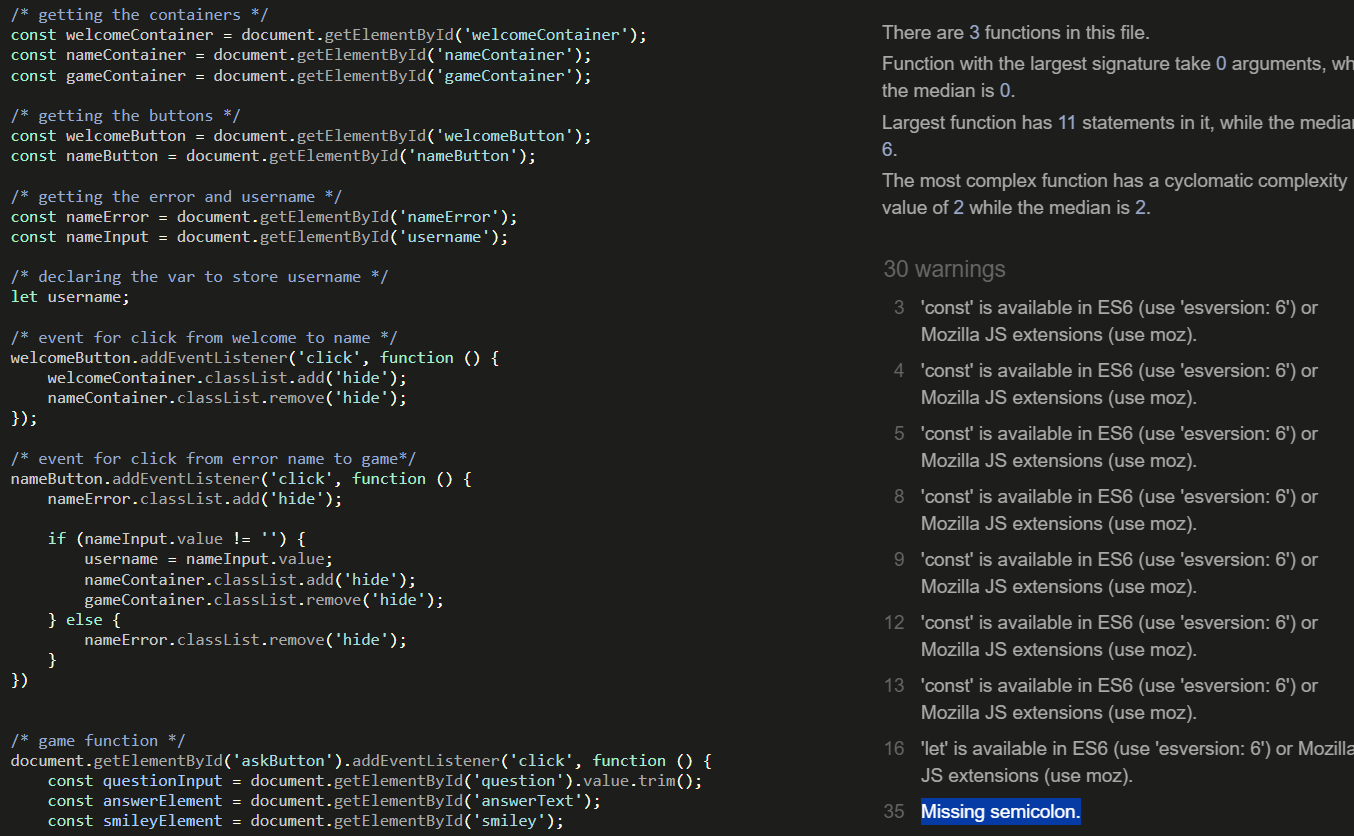 /* getting the containers */
const welcomeContainer = document.getElementById('welcomeContainer');
const nameContainer = document.getElementById('nameContainer');
const gameContainer = document.getElementById('gameContainer');
/* getting the buttons */
const welcomeButton = document.getElementById('welcomeButton');
const nameButton = document.getElementById('nameButton');
/* getting the error and username */
const nameError = document.getElementById('nameError');
const nameInput = document.getElementById('username');
/* declaring the var to store username */
let username;
/* event for click from welcome to name */
welcomeButton.addEventListener('click', function () {
    welcomeContainer.classList.add('hide');
    nameContainer.classList.remove('hide');
});
/* event for click from error name to game*/
nameButton.addEventListener('click', function () {
    nameError.classList.add('hide');
    if (nameInput.value != '') {
        username = nameInput.value;
        nameContainer.classList.add('hide');
        gameContainer.classList.remove('hide');
    } else {
        nameError.classList.remove('hide');
    }
})
/* game function */
document.getElementById('askButton').addEventListener('click', function () {
    const questionInput = document.getElementById('question').value.trim();
    const answerElement = document.getElementById('answerText');
    const smileyElement = document.getElementById('smiley');
There are 3 functions in this file.
Function with the largest signature take 0 arguments, wh
the median is 0.
Largest function has 11 statements in it, while the media
6.
The most complex function has a cyclomatic complexity
value of 2 while the median is 2.
30 warnings
3 'const' is available in ES6 (use 'esversion: 6') or
Mozilla JS extensions (use moz).
4 'const' is available in ES6 (use 'esversion: 6') or
Mozilla JS extensions (use moz).
5 'const' is available in ES6 (use 'esversion: 6') or
Mozilla JS extensions (use moz).
8 'const' is available in ES6 (use 'esversion: 6') or
Mozilla JS extensions (use moz).
9 'const' is available in ES6 (use 'esversion: 6') or
Mozilla JS extensions (use moz).
12 'const' is available in ES6 (use 'esversion: 6') or
Mozilla JS extensions (use moz).
13 'const' is available in ES6 (use 'esversion: 6') or
Mozilla JS extensions (use moz).
16 'let' is available in ES6 (use 'esversion: 6') or Mozilla
JS extensions (use moz).
35 Missing semicolon.